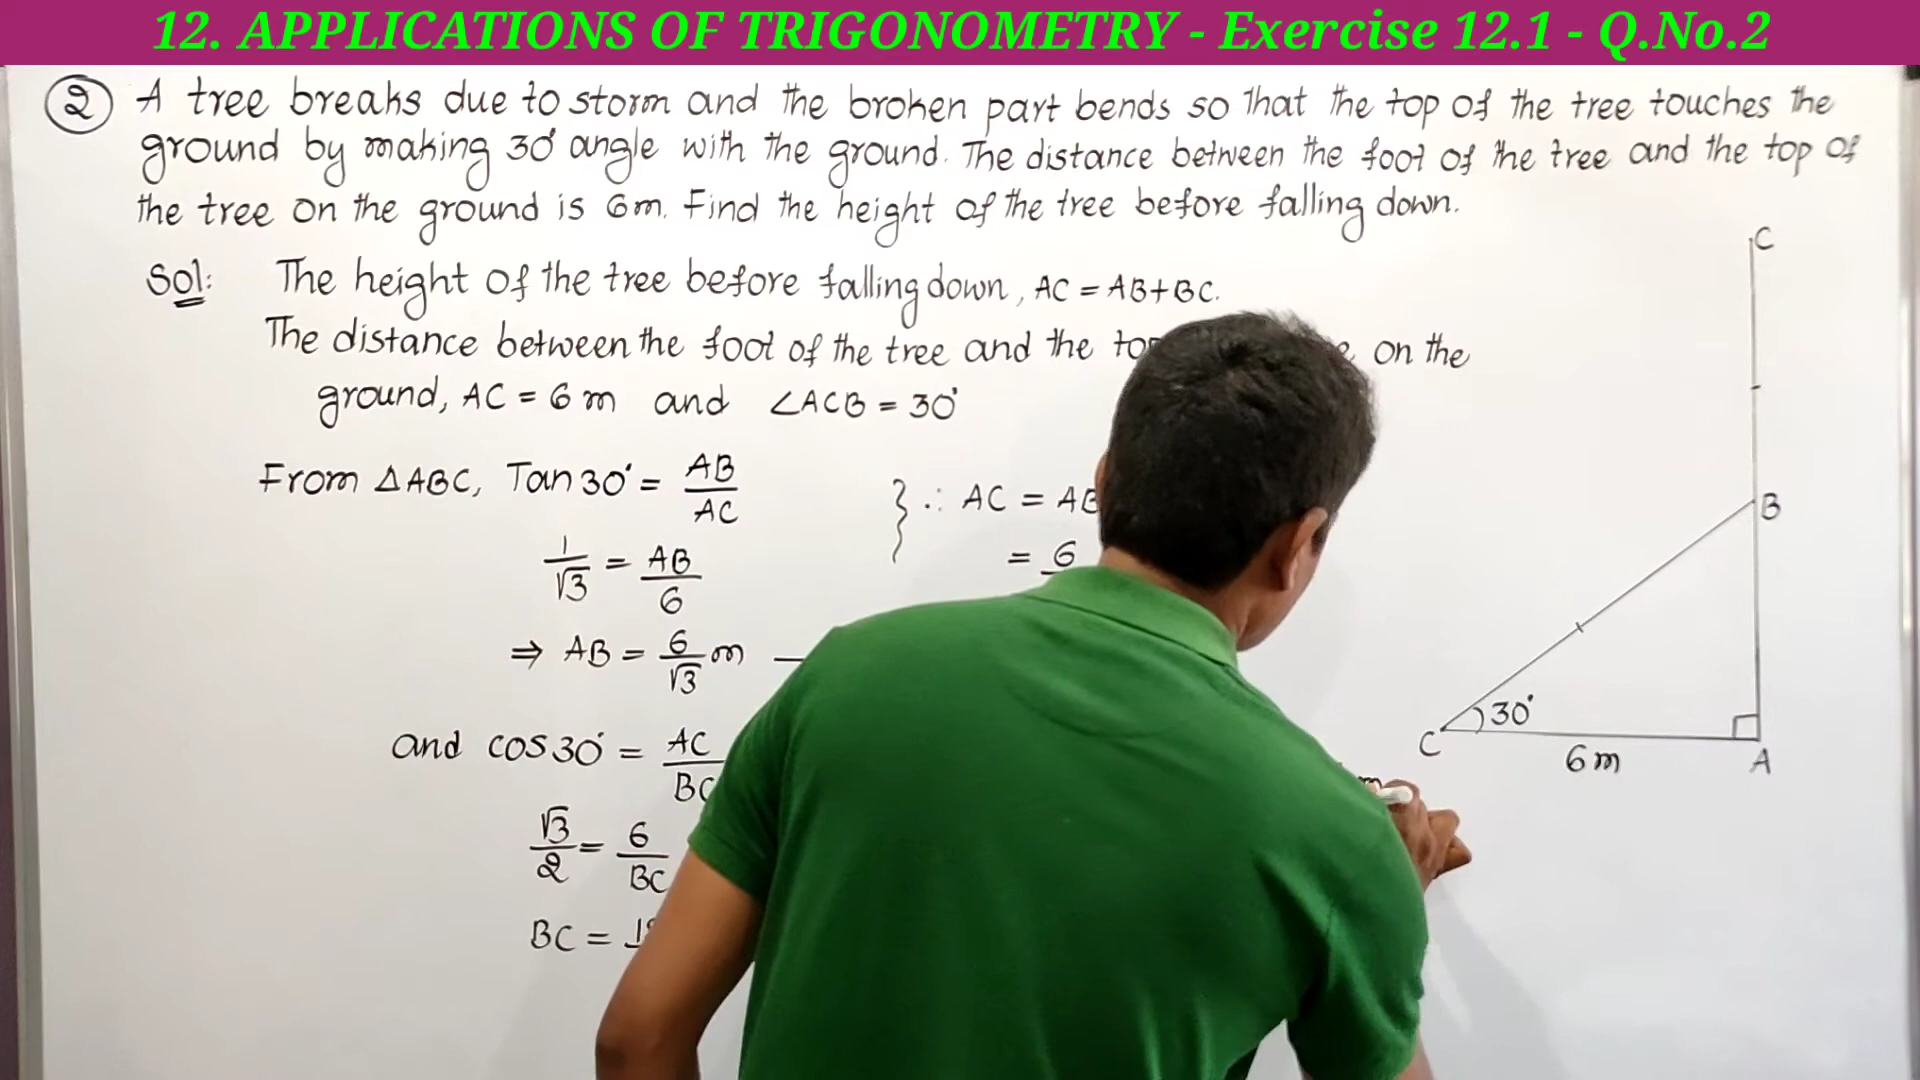 12. APPLICATIONS OF TRIGONOMETRY - Exercise 12.1 - Q.No.2
② A tree breaks due to storm and the broken part bends so that the top of the tree touches the
ground by making 30° angle with the ground. The distance between the foot of the tree and the top of
the tree on the ground is 6m. Find the height of the tree before falling down.
Sol: The height of the tree before falling down, AC = AB+BC.
The distance between the foot of the tree and the on the
ground, AC = 6 m and ∠ACB = 30°
From △ABC, Tan 30° = AB/AC
1/√3 = AB/6
⇒ AB = 6/√3 m —
and cos 30° = AC/BC
√3/2 = 6/BC
BC =
} ∴ AC = AB
= 6
m
C
B
30°
C
6m
A